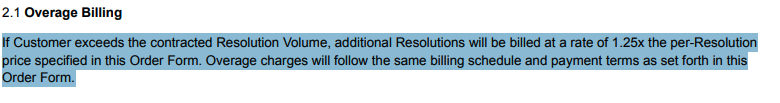 2.1 Overage Billing
If Customer exceeds the contracted Resolution Volume, additional Resolutions will be billed at a rate of 1.25x the per-Resolution
price specified in this Order Form. Overage charges will follow the same billing schedule and payment terms as set forth in this
Order Form.